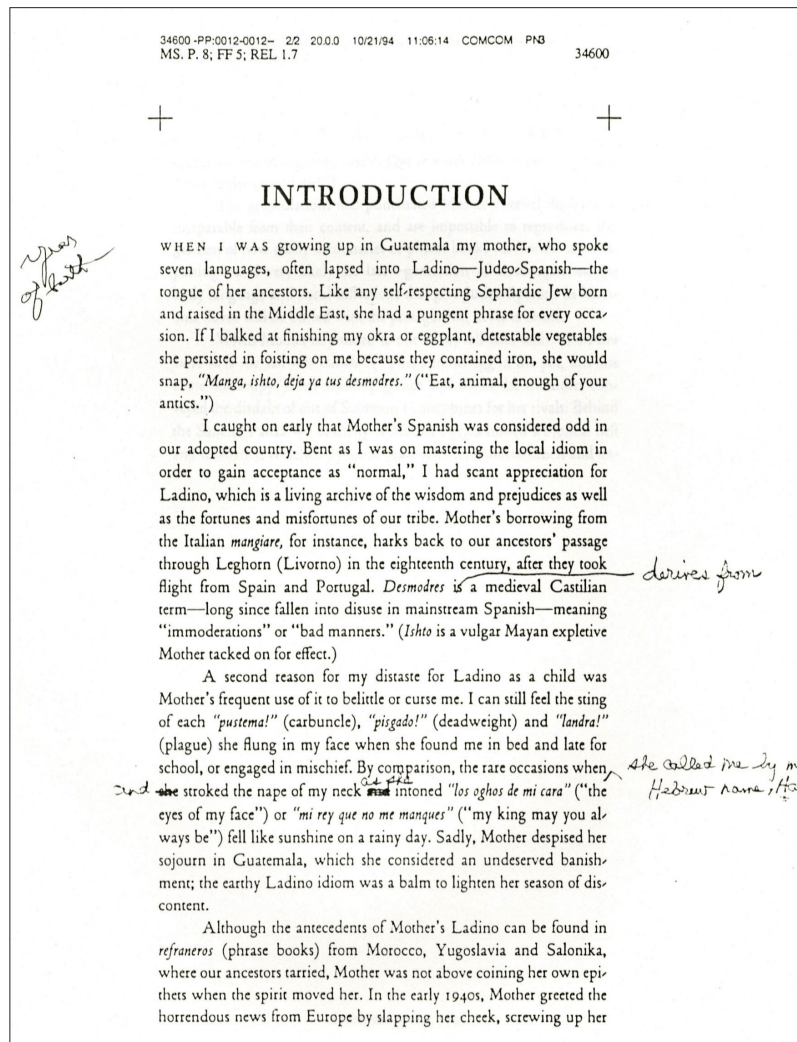 34600 -PP:0012-0012- 2/2 20.0.0 10/21/94 11:06:14 COMCOM PN3
MS. P. 8; FF 5; REL 1.7 34600
INTRODUCTION
of birth
WHEN I WAS growing up in Guatemala my mother, who spoke
seven languages, often lapsed into Ladino—Judeo-Spanish—the
tongue of her ancestors. Like any self-respecting Sephardic Jew born
and raised in the Middle East, she had a pungent phrase for every occa-
sion. If I balked at finishing my okra or eggplant, detestable vegetables
she persisted in foisting on me because they contained iron, she would
snap, "Manga, ishto, deja ya tus desmodres." ("Eat, animal, enough of your
antics.")
I caught on early that Mother's Spanish was considered odd in
our adopted country. Bent as I was on mastering the local idiom in
order to gain acceptance as "normal," I had scant appreciation for
Ladino, which is a living archive of the wisdom and prejudices as well
as the fortunes and misfortunes of our tribe. Mother's borrowing from
the Italian mangiare, for instance, harks back to our ancestors' passage
through Leghorn (Livorno) in the eighteenth century, after they took
flight from Spain and Portugal. Desmodres is a medieval Castilian
derives from
term—long since fallen into disuse in mainstream Spanish—meaning
"immoderations" or "bad manners." (Ishto is a vulgar Mayan expletive
Mother tacked on for effect.)
A second reason for my distaste for Ladino as a child was
Mother's frequent use of it to belittle or curse me. I can still feel the sting
of each "pustema!" (carbuncle), "pisgado!" (deadweight) and "landra!"
(plague) she flung in my face when she found me in bed and late for
school, or engaged in mischief. By comparison, the rare occasions when
she called me by m
Hebrew name, Ha
as she
and she stroked the nape of my neck and intoned "los oghos de mi cara" ("the
eyes of my face") or "mi rey que no me manques" ("my king may you al-
ways be") fell like sunshine on a rainy day. Sadly, Mother despised her
sojourn in Guatemala, which she considered an undeserved banish-
ment; the earthy Ladino idiom was a balm to lighten her season of dis-
content.
Although the antecedents of Mother's Ladino can be found in
refraneros (phrase books) from Morocco, Yugoslavia and Salonika,
where our ancestors tarried, Mother was not above coining her own epi-
thets when the spirit moved her. In the early 1940s, Mother greeted the
horrendous news from Europe by slapping her cheek, screwing up her